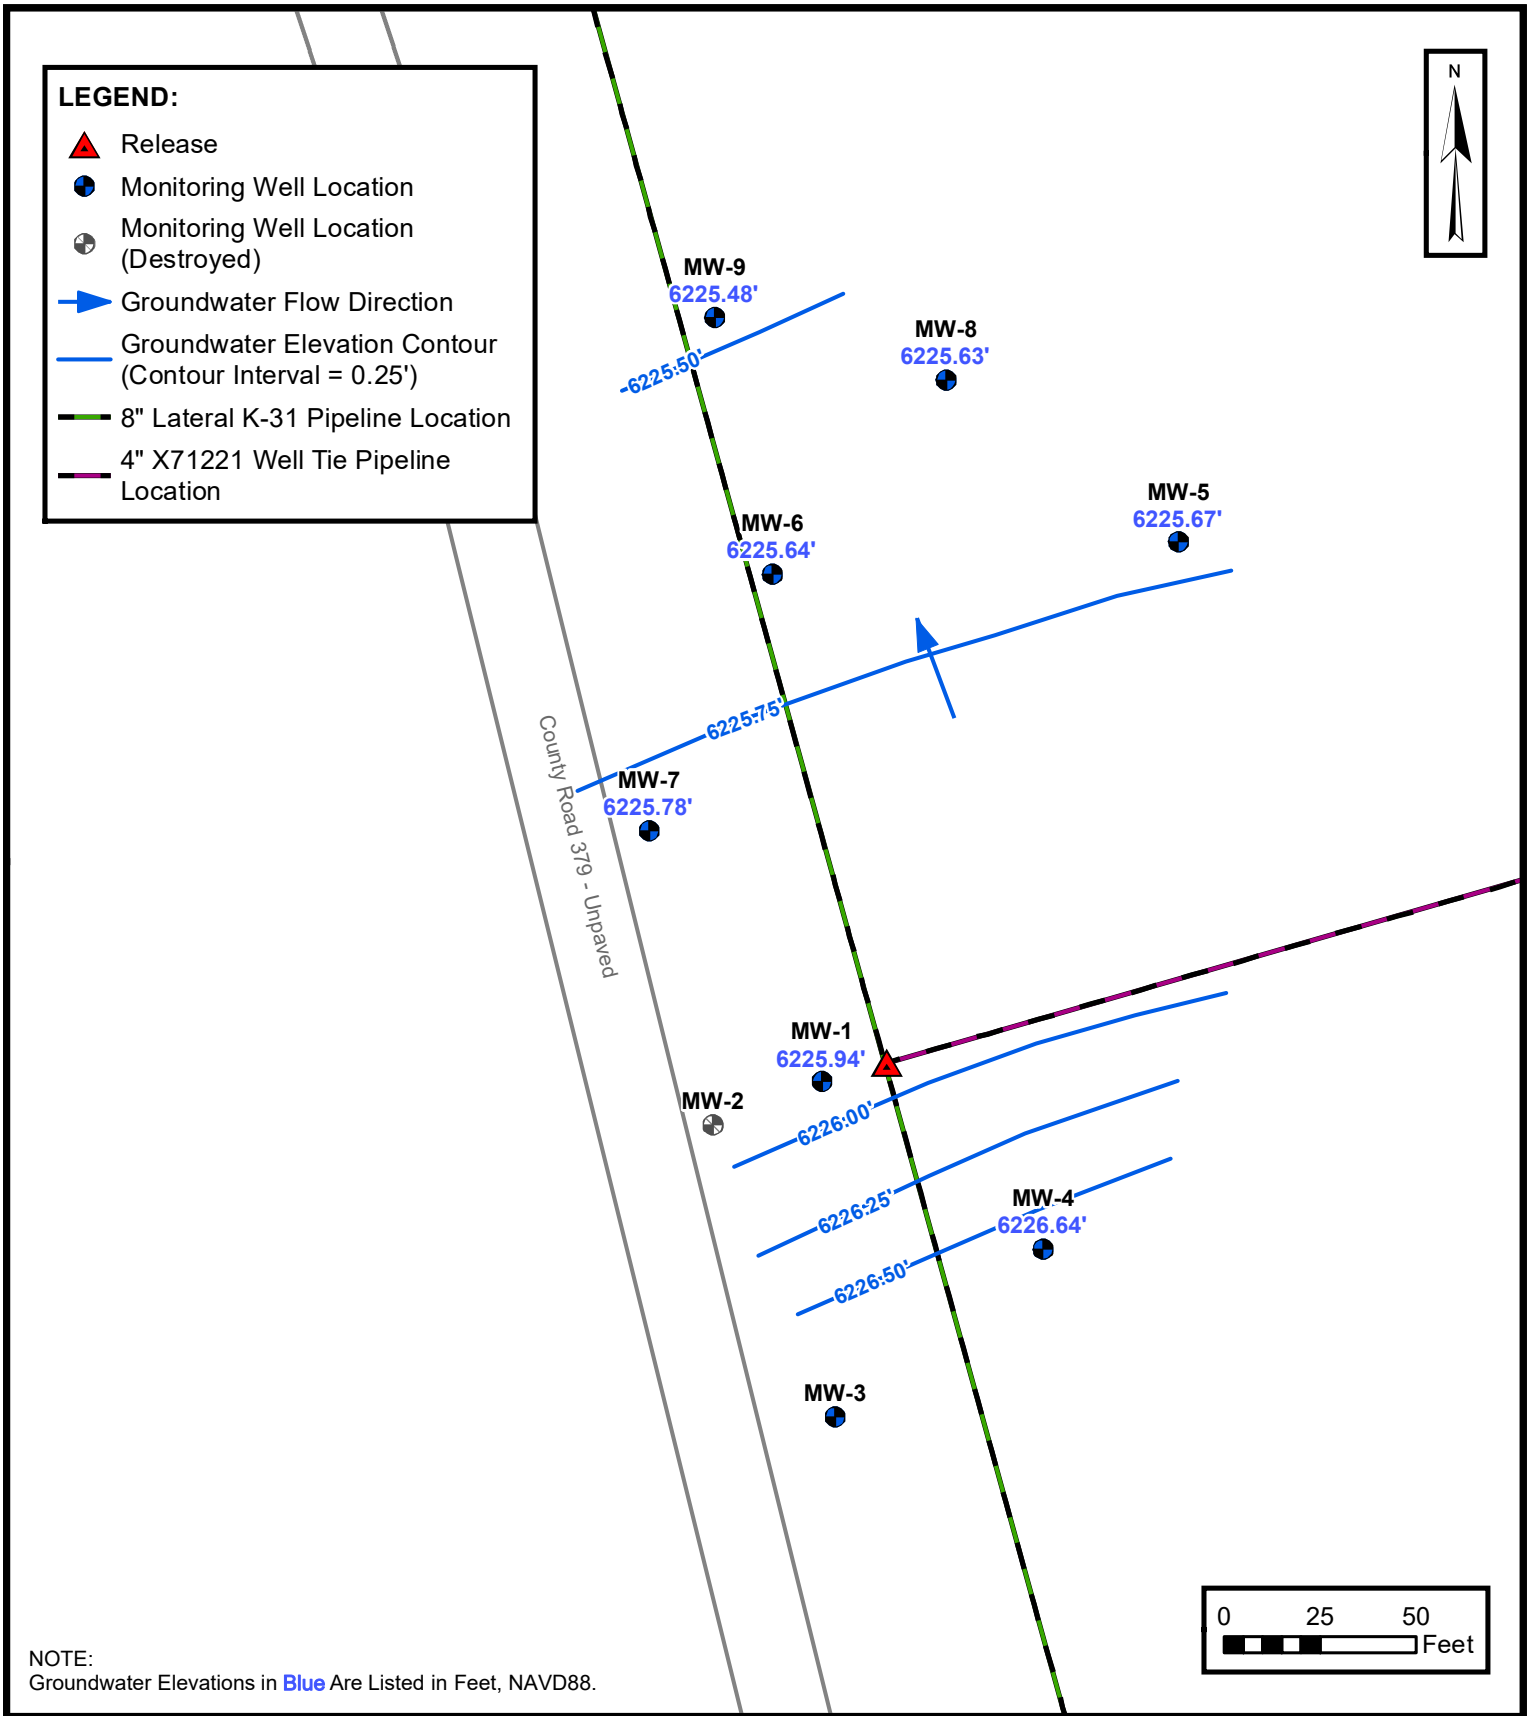 N
LEGEND:
Release
Monitoring Well Location
Monitoring Well Location
(Destroyed)
Groundwater Flow Direction
Groundwater Elevation Contour
(Contour Interval = 0.25')
8" Lateral K-31 Pipeline Location
4" X71221 Well Tie Pipeline
Location
MW-9
6225.48'
6225.50'
MW-8
6225.63'
MW-5
6225.67'
MW-6
6225.64'
6225.75'
MW-7
6225.78'
County Road 379 - Unpaved
MW-1
6225.94'
MW-2
6226.00'
6226.25'
MW-4
6226.64'
6226.50'
MW-3
0 25 50
Feet
NOTE:
Groundwater Elevations in Blue Are Listed in Feet, NAVD88.